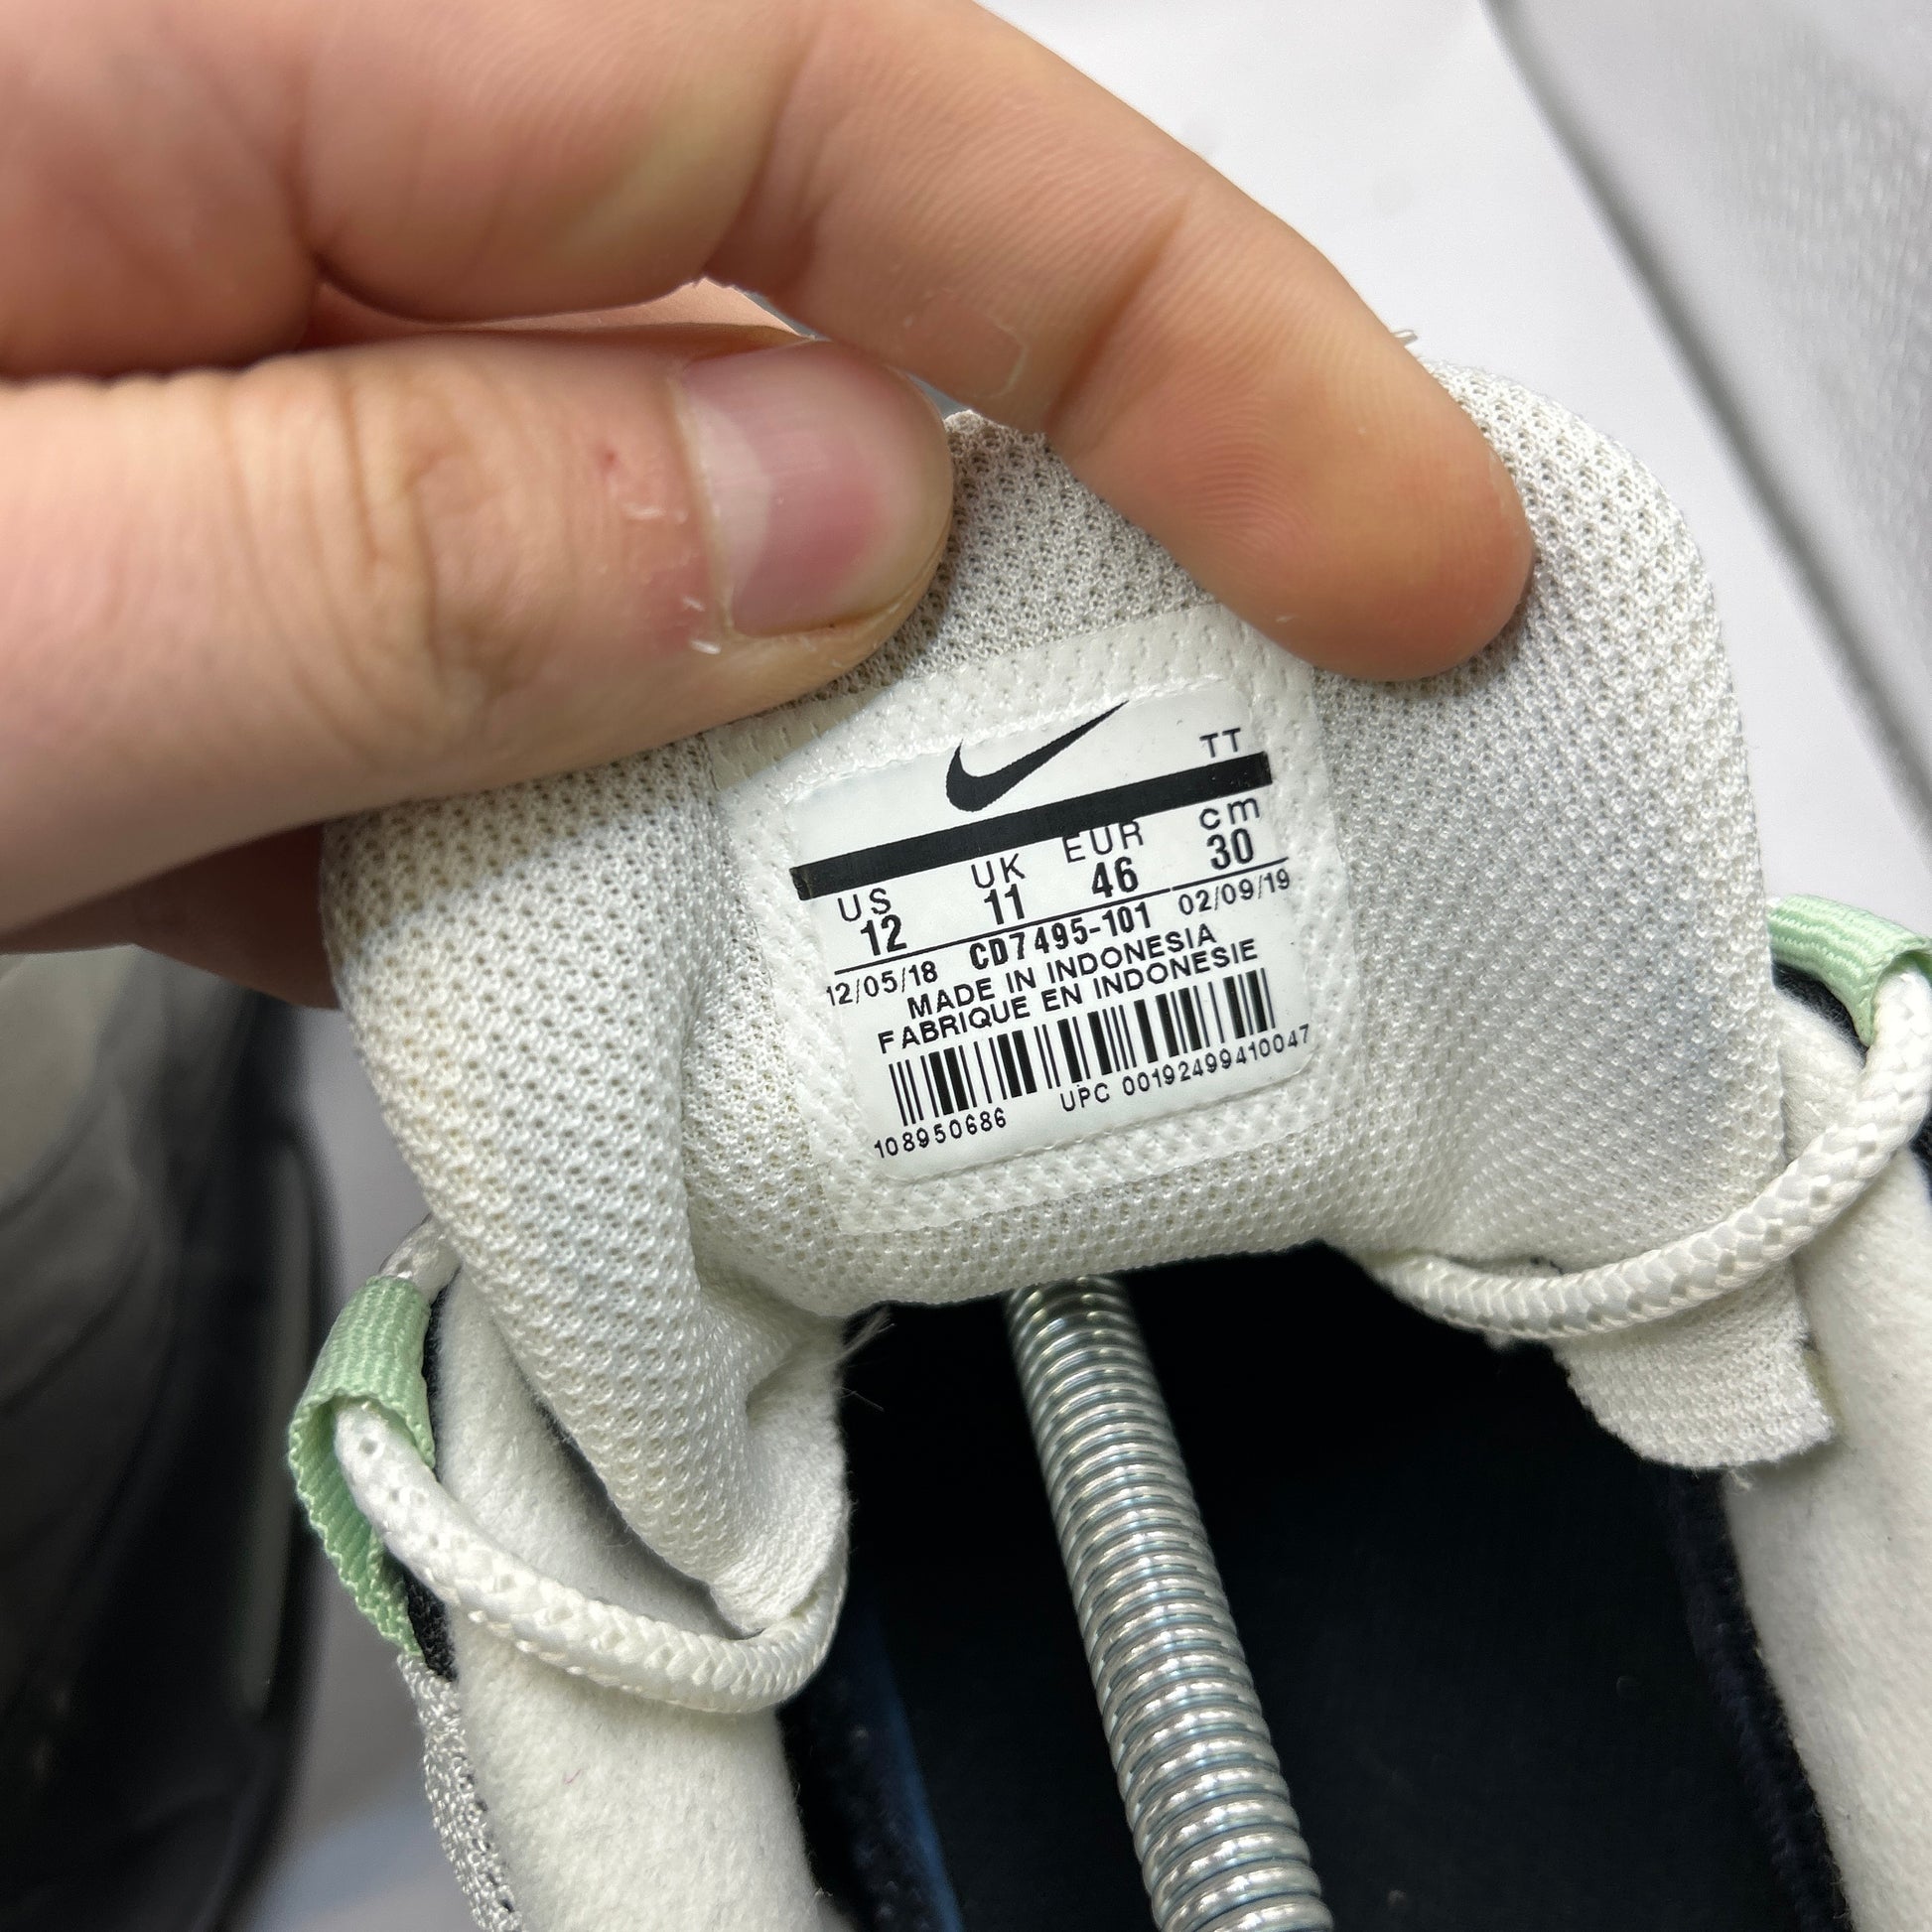 TT
US UK EUR cm
12 11 46 30
12/05/18 CD7495-101 02/09/19
MADE IN INDONESIA
FABRIQUE EN INDONESIE
108950686 UPC 00192499410047